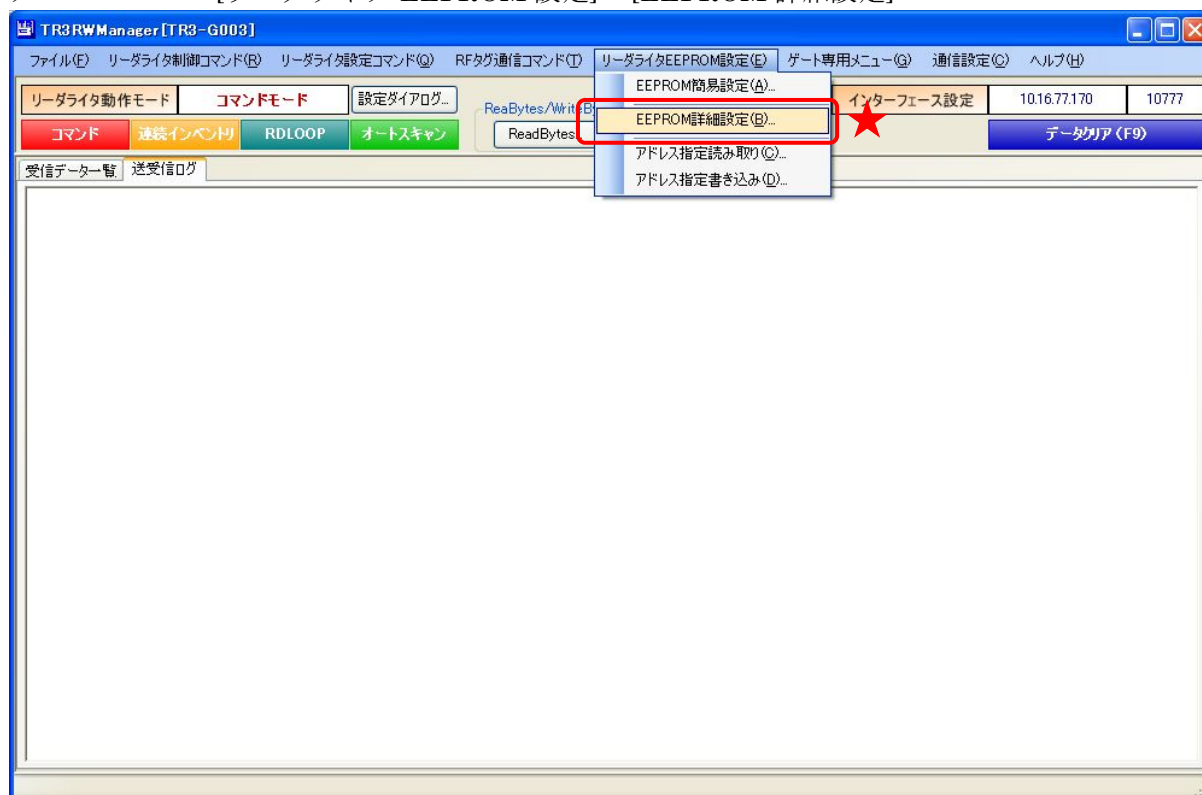 EEPROM 設定] [EEPROM 詳細設定]
TR3RWManager[TR3-G003]
ファイル(F) リーダライタ制御コマンド(R) リーダライタ設定コマンド(Q) RFタグ通信コマンド(T) リーダライタEEPROM設定(E) ゲート専用メニュー(G) 通信設定(C) ヘルプ(H)
EEPROM簡易設定(A)...
リーダライタ動作モード コマンドモード 設定ダイアログ... ReaBytes/WriteB インターフェース設定 10.16.77.170 10777
EEPROM詳細設定(B)...
コマンド 連続インベントリ RDLOOP オートスキャン ReadBytes データクリア(F9)
アドレス指定読み取り(C)...
受信データ一覧 送受信ログ
アドレス指定書き込み(D)...